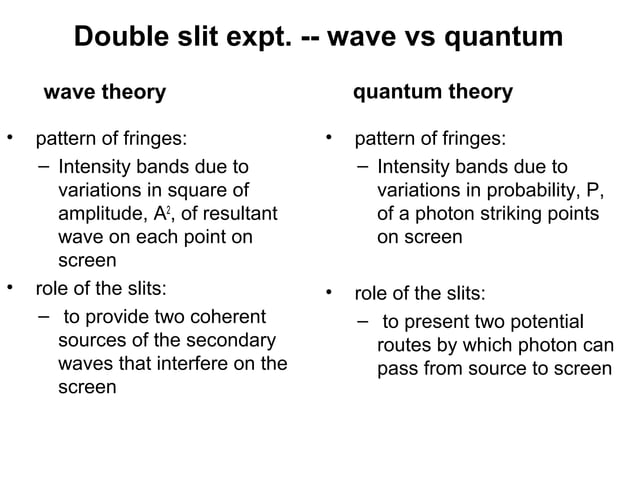 Double slit expt. -- wave vs quantum
wave theory
• pattern of fringes:
– Intensity bands due to
variations in square of
amplitude, A², of resultant
wave on each point on
screen
• role of the slits:
– to provide two coherent
sources of the secondary
waves that interfere on the
screen
quantum theory
• pattern of fringes:
– Intensity bands due to
variations in probability, P,
of a photon striking points
on screen
• role of the slits:
– to present two potential
routes by which photon can
pass from source to screen